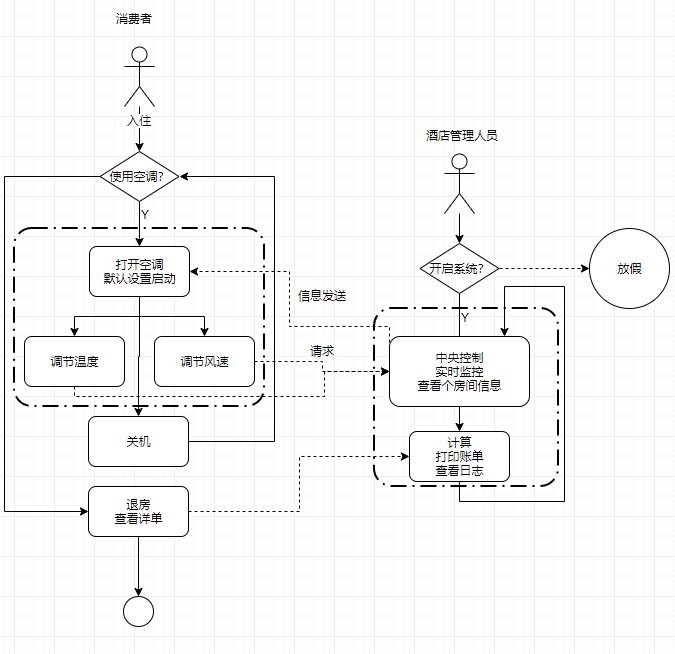 消费者
入住
酒店管理人员
使用空调?
Y
打开空调
默认设置启动
开启系统?
放假
信息发送
Y
调节温度
调节风速
请求
中央控制
实时监控
查看个房间信息
关机
计算
打印账单
查看日志
退房
查看详单